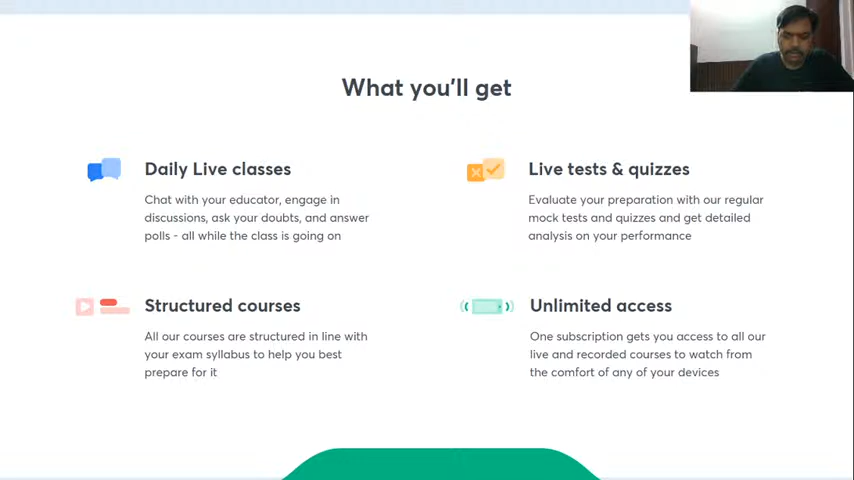 What you'll get
Daily Live classes
Chat with your educator, engage in
discussions, ask your doubts, and answer
polls - all while the class is going on
Live tests & quizzes
Evaluate your preparation with our regular
mock tests and quizzes and get detailed
analysis on your performance
Structured courses
All our courses are structured in line with
your exam syllabus to help you best
prepare for it
Unlimited access
One subscription gets you access to all our
live and recorded courses to watch from
the comfort of any of your devices